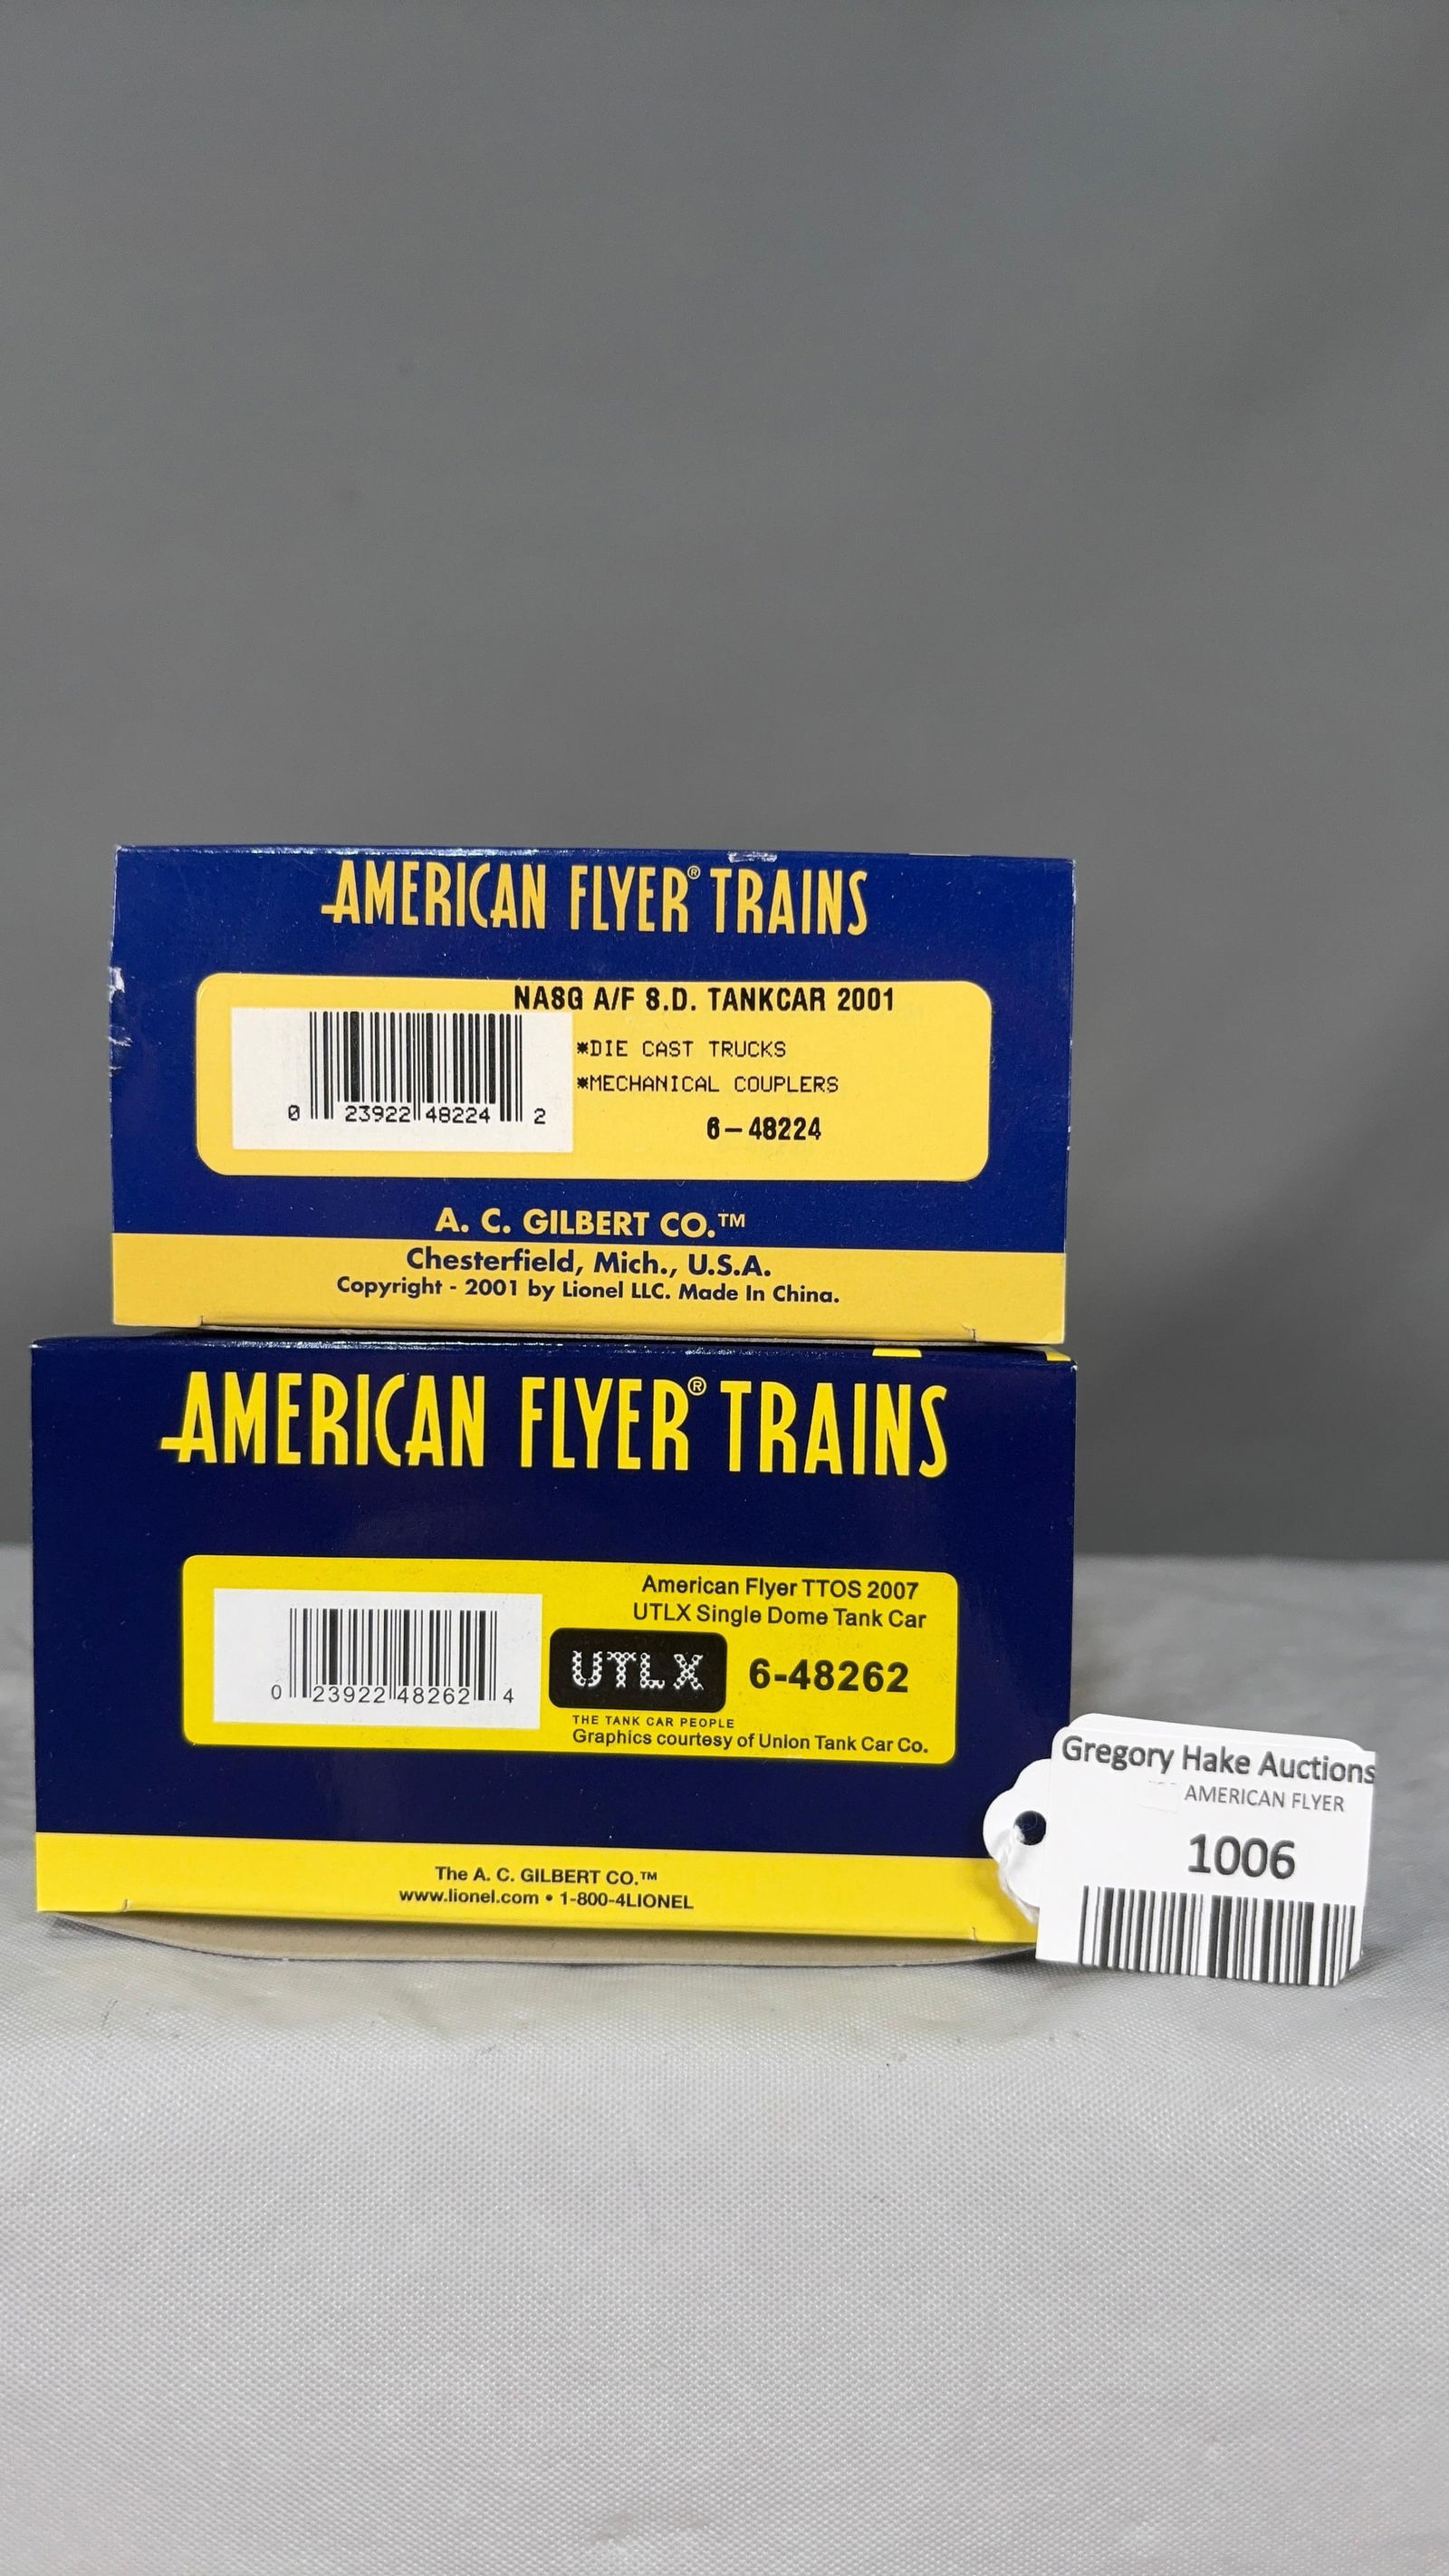 AMERICAN FLYER® TRAINS
NASG A/F S.D. TANKCAR 2001
*DIE CAST TRUCKS
*MECHANICAL COUPLERS
0 23922 48224 2
6-48224
A. C. GILBERT CO.™
Chesterfield, Mich., U.S.A.
Copyright - 2001 by Lionel LLC. Made In China.
AMERICAN FLYER® TRAINS
American Flyer TTOS 2007
UTLX Single Dome Tank Car
UTLX 6-48262
0 23922 48262 4
THE TANK CAR PEOPLE
Graphics courtesy of Union Tank Car Co.
The A. C. GILBERT CO.™
www.lionel.com • 1-800-4LIONEL
Gregory Hake Auctions
AMERICAN FLYER
1006